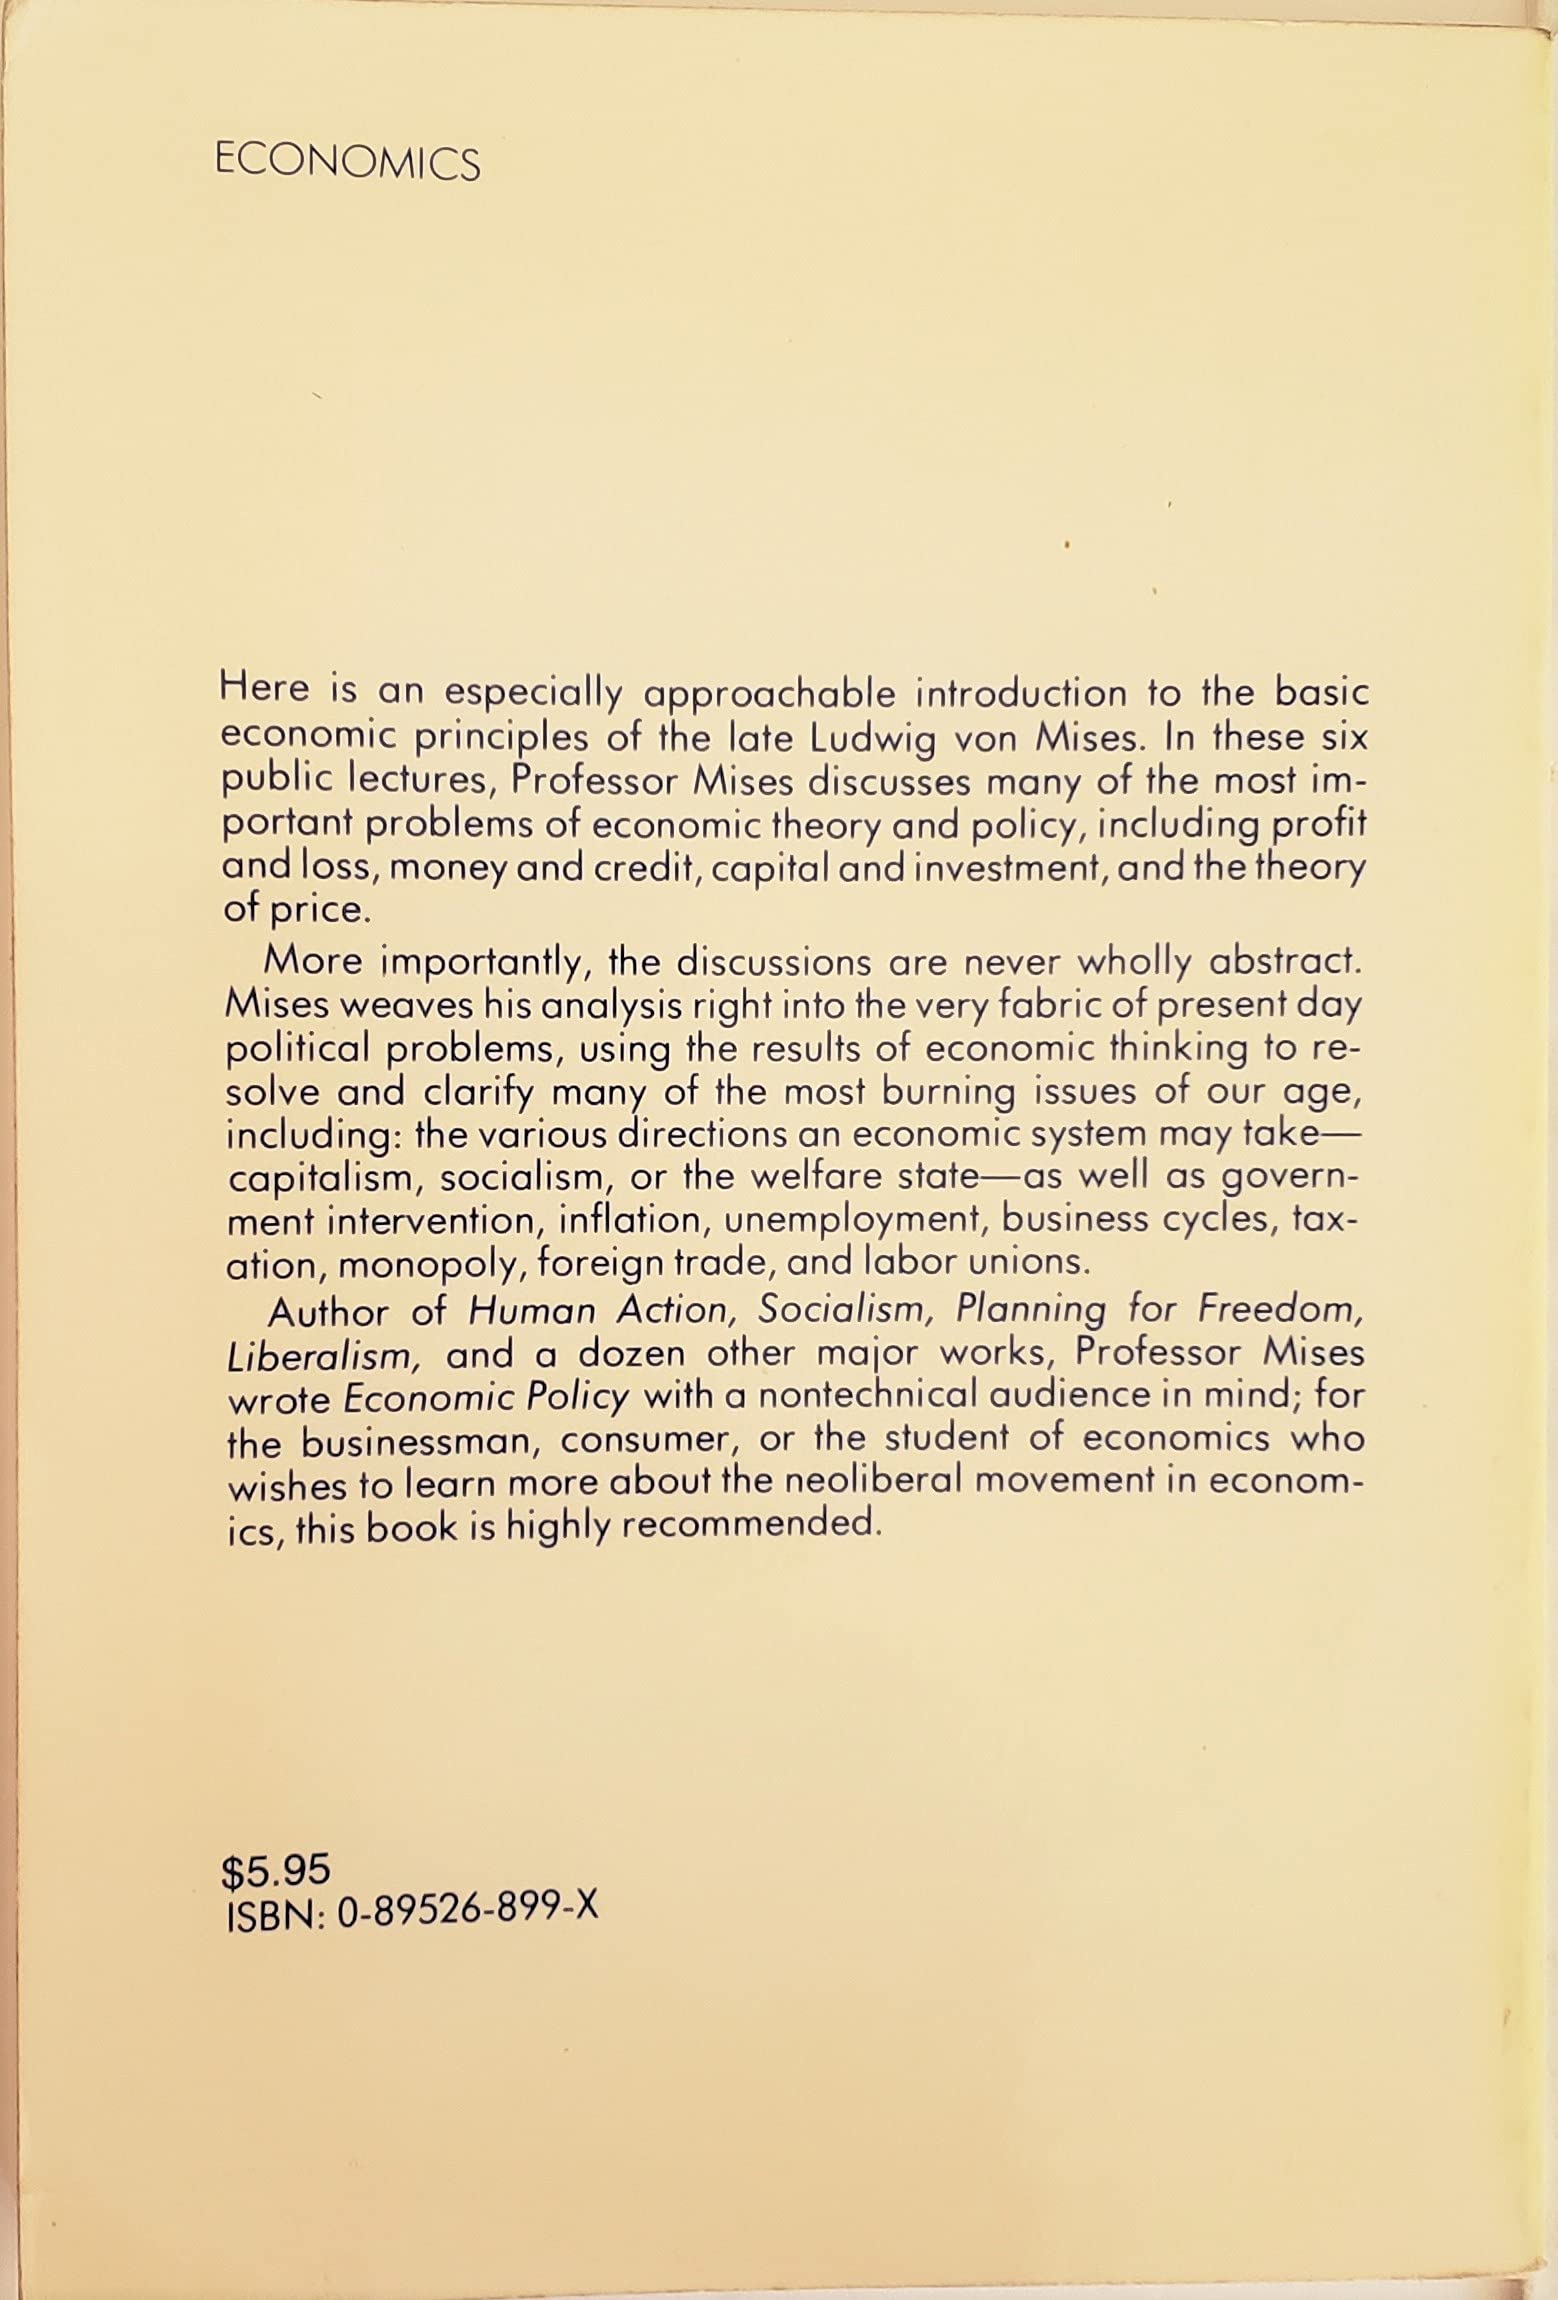 ECONOMICS
Here is an especially approachable introduction to the basic
economic principles of the late Ludwig von Mises. In these six
public lectures, Professor Mises discusses many of the most im-
portant problems of economic theory and policy, including profit
and loss, money and credit, capital and investment, and the theory
of price.
More importantly, the discussions are never wholly abstract.
Mises weaves his analysis right into the very fabric of present day
political problems, using the results of economic thinking to re-
solve and clarify many of the most burning issues of our age,
including: the various directions an economic system may take—
capitalism, socialism, or the welfare state—as well as govern-
ment intervention, inflation, unemployment, business cycles, tax-
ation, monopoly, foreign trade, and labor unions.
Author of Human Action, Socialism, Planning for Freedom,
Liberalism, and a dozen other major works, Professor Mises
wrote Economic Policy with a nontechnical audience in mind; for
the businessman, consumer, or the student of economics who
wishes to learn more about the neoliberal movement in econom-
ics, this book is highly recommended.
$5.95
ISBN: 0-89526-899-X